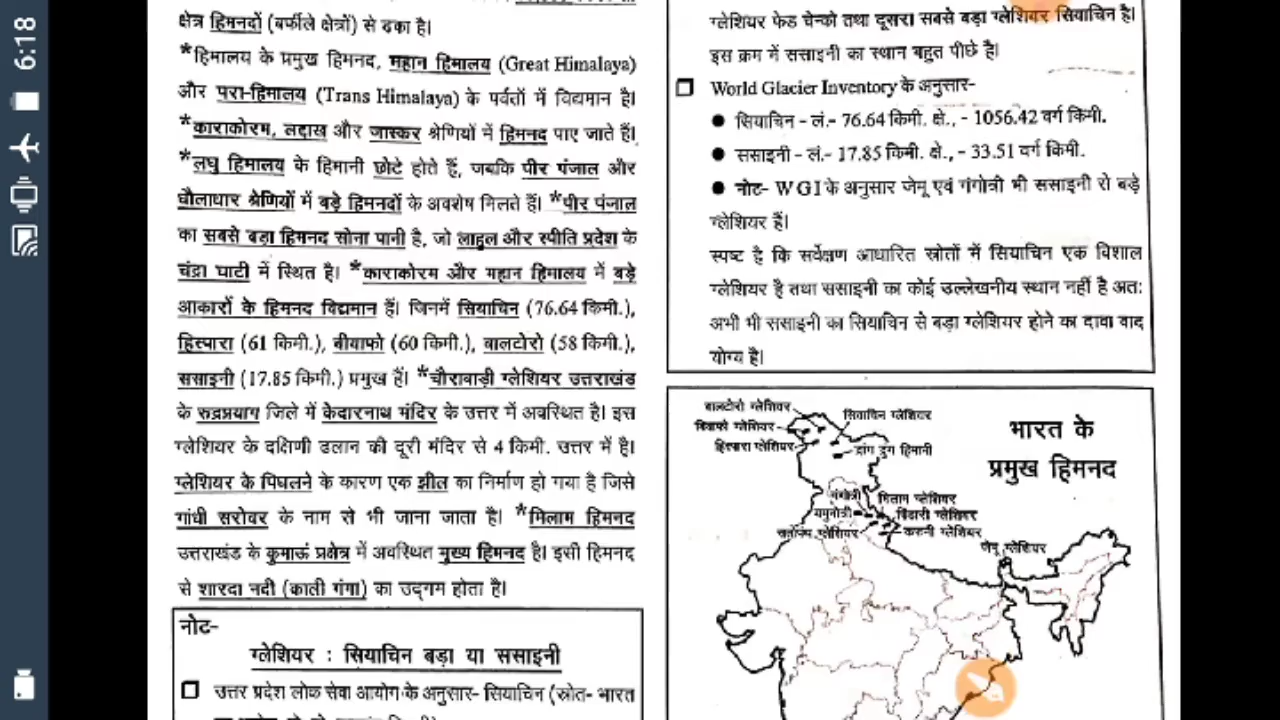 6:18
क्षेत्र हिमनदों (बर्फीले क्षेत्रों) से ढका है।
*हिमालय के प्रमुख हिमनद, महान हिमालय (Great Himalaya)
और परा-हिमालय (Trans Himalaya) के पर्वतों में विद्यमान है।
*काराकोरम, लद्दाख और जास्कर श्रेणियों में हिमनद पाए जाते हैं।
*लघु हिमालय के हिमानी छोटे होते हैं, जबकि पीर पंजाल और
धौलाधार श्रेणियों में बड़े हिमनदों के अवशेष मिलते हैं। *पीर पंजाल
का सबसे बड़ा हिमनद सोना पानी है, जो लाहुल और स्पीति प्रदेश के
चंद्रा घाटी में स्थित है। *काराकोरम और महान हिमालय में बड़े
आकारों के हिमनद विद्यमान हैं। जिनमें सियाचिन (76.64 किमी.),
हिस्पारा (61 किमी.), बीयाफो (60 किमी.), बालटोरो (58 किमी.),
ससाइनी (17.85 किमी.) प्रमुख हैं। *चौराबाड़ी ग्लेशियर उत्तराखंड
के रुद्रप्रयाग जिले में केदारनाथ मंदिर के उत्तर में अवस्थित है। इस
ग्लेशियर के दक्षिणी ढलान की दूरी मंदिर से 4 किमी. उत्तर में है।
ग्लेशियर के पिघलने के कारण एक झील का निर्माण हो गया है जिसे
गांधी सरोवर के नाम से भी जाना जाता है। *मिलाम हिमनद
उत्तराखंड के कुमाऊं प्रक्षेत्र में अवस्थित मुख्य हिमनद है। इसी हिमनद
से शारदा नदी (काली गंगा) का उद्गम होता है।
नोट-
ग्लेशियर : सियाचिन बड़ा या ससाइनी
उत्तर प्रदेश लोक सेवा आयोग के अनुसार- सियाचिन (स्रोत- भारत
ग्लेशियर फेड चेन्को तथा दूसरा सबसे बड़ा ग्लेशियर सियाचिन है।
इस क्रम में ससाइनी का स्थान बहुत पीछे है।
World Glacier Inventory के अनुसार-
● सियाचिन - लं.- 76.64 किमी. क्षे., - 1056.42 वर्ग किमी.
● ससाइनी - लं.- 17.85 किमी. क्षे., - 33.51 वर्ग किमी.
● नोट- WGI के अनुसार जेमू एवं गंगोत्री भी ससाइनी से बड़े
ग्लेशियर हैं।
स्पष्ट है कि सर्वेक्षण आधारित स्रोतों में सियाचिन एक विशाल
ग्लेशियर है तथा ससाइनी का कोई उल्लेखनीय स्थान नहीं है अतः
अभी भी ससाइनी का सियाचिन से बड़ा ग्लेशियर होने का दावा वाद
योग्य है।
भारत के
प्रमुख हिमनद
बालटोरो ग्लेशियर
सियाचिन ग्लेशियर
बियाफो ग्लेशियर
हिस्पारा ग्लेशियर
द्रांग द्रुंग हिमानी
गंगोत्री
मिलाम ग्लेशियर
यमुनोत्री
पिंडारी ग्लेशियर
सतोपंथ ग्लेशियर
जेमू ग्लेशियर